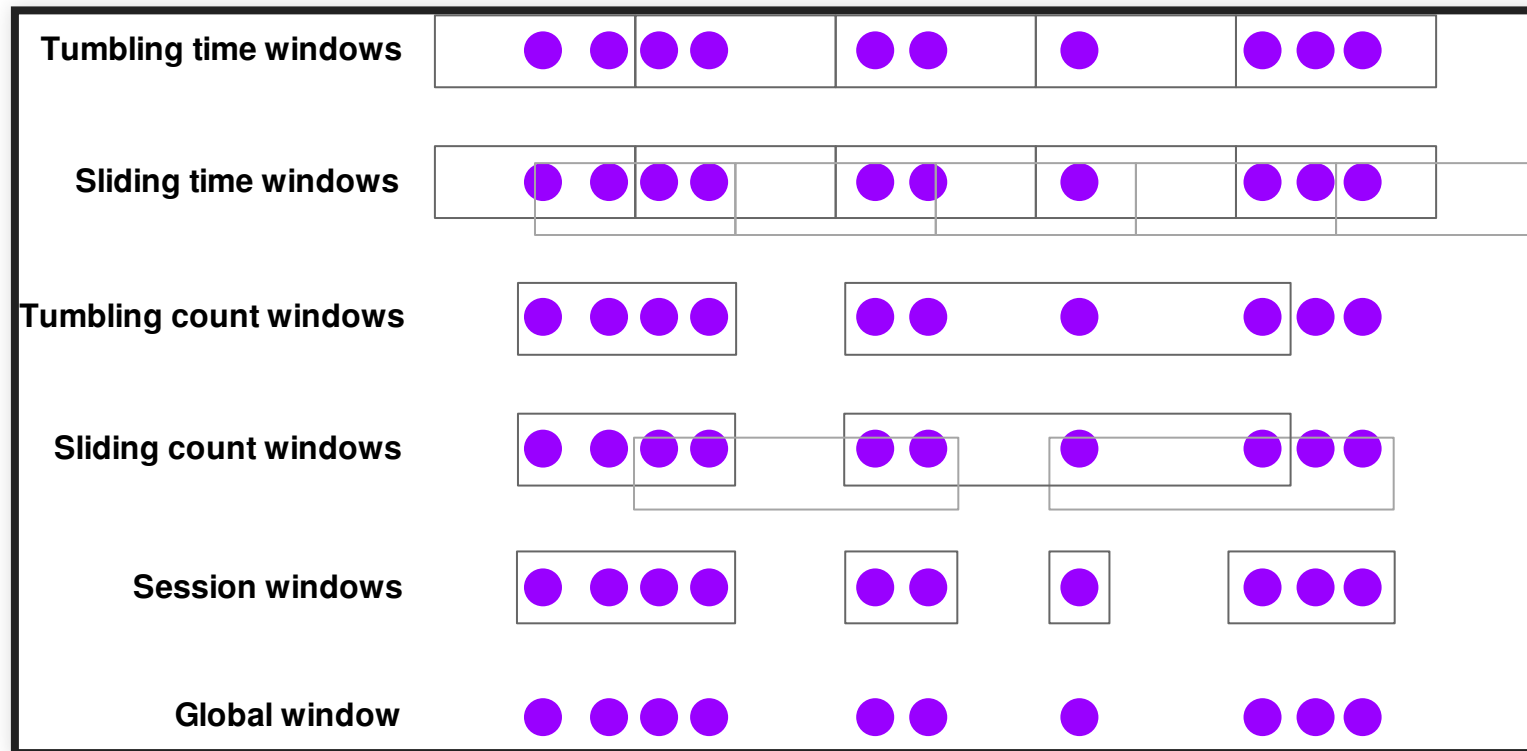 Tumbling time windows
Sliding time windows
Tumbling count windows
Sliding count windows
Session windows
Global window